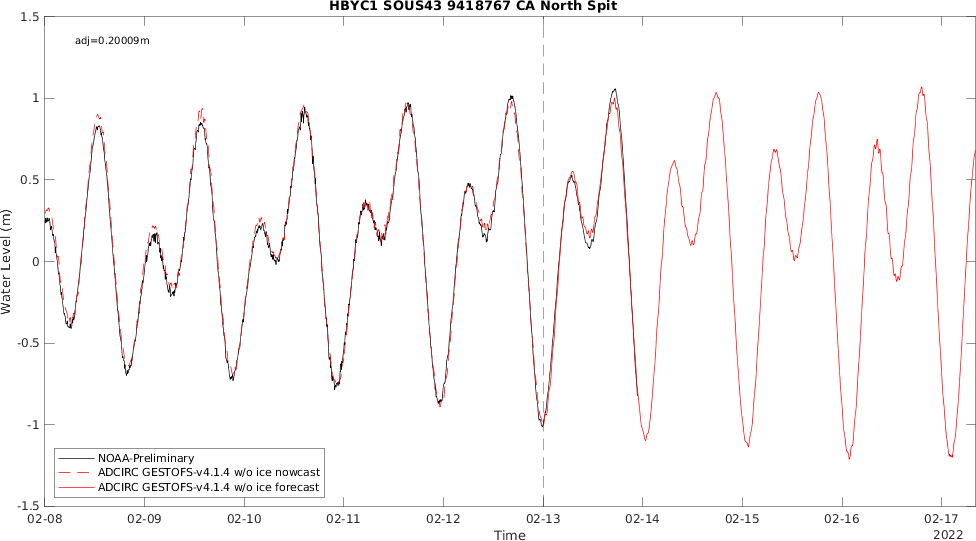 HBYC1 SOUS43 9418767 CA North Spit
adj=0.20009m
Water Level (m)
1.5
1
0.5
0
-0.5
-1
-1.5
NOAA-Preliminary
ADCIRC GESTOFS-v4.1.4 w/o ice nowcast
ADCIRC GESTOFS-v4.1.4 w/o ice forecast
02-08 02-09 02-10 02-11 02-12 02-13 02-14 02-15 02-16 02-17
Time
2022